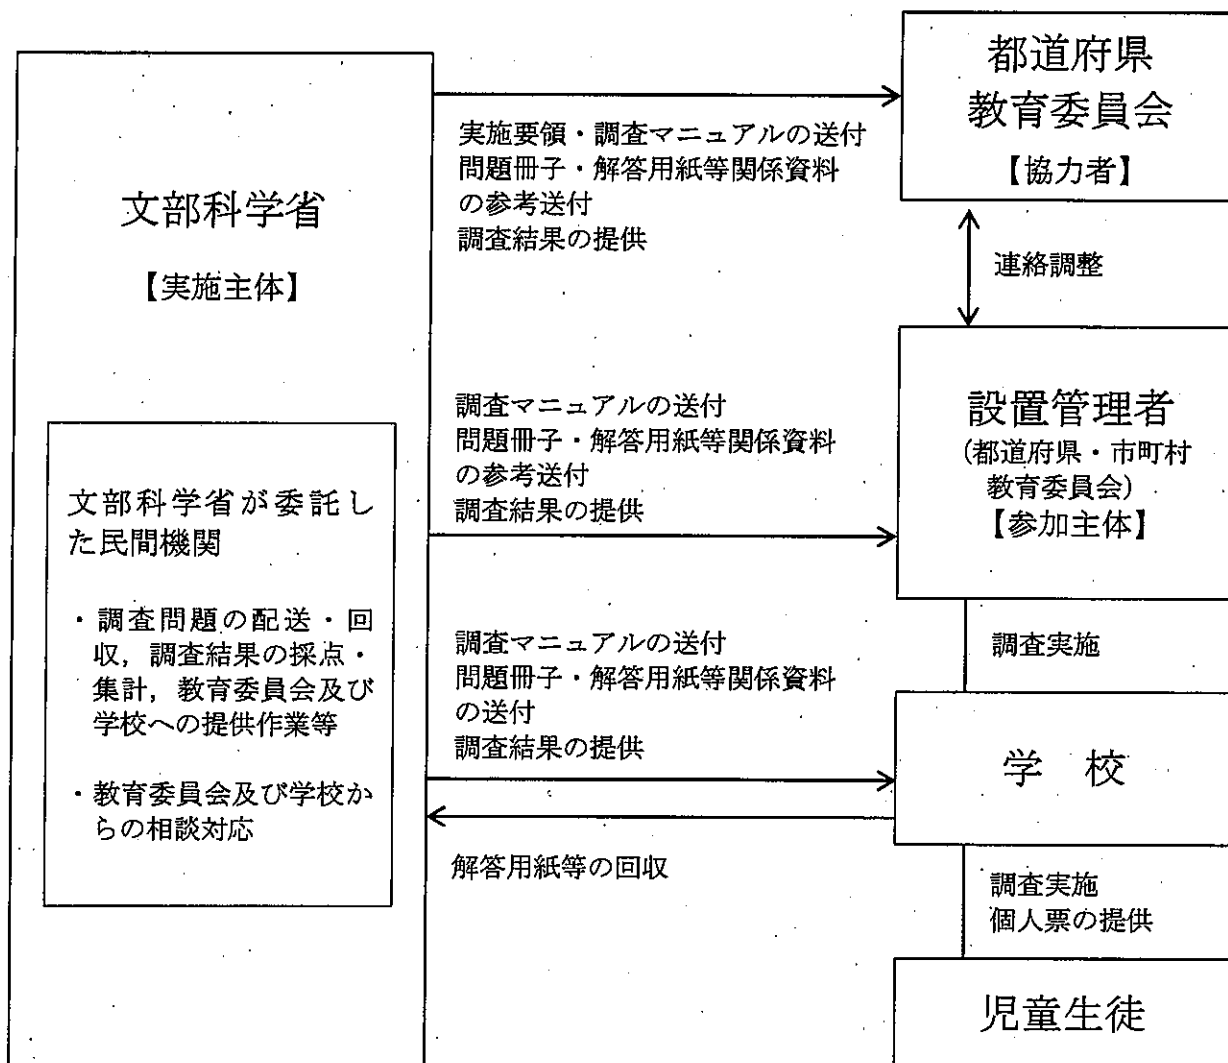 文部科学省
【実施主体】
文部科学省が委託し
た民間機関
・調査問題の配送・回
収，調査結果の採点・
集計，教育委員会及び
学校への提供作業等
・教育委員会及び学校か
らの相談対応
実施要領・調査マニュアルの送付
問題冊子・解答用紙等関係資料
の参考送付
調査結果の提供
調査マニュアルの送付
問題冊子・解答用紙等関係資料
の参考送付
調査結果の提供
調査マニュアルの送付
問題冊子・解答用紙等関係資料
の送付
調査結果の提供
解答用紙等の回収
都道府県
教育委員会
【協力者】
連絡調整
設置管理者
（都道府県・市町村
教育委員会）
【参加主体】
調査実施
学　校
調査実施
個人票の提供
児童生徒